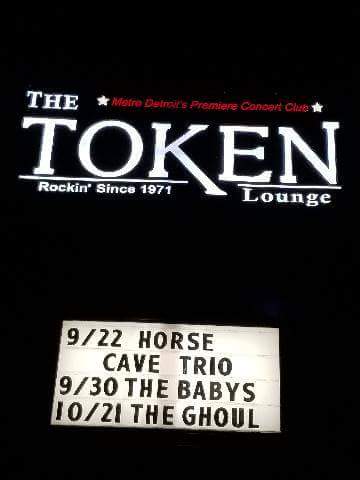 THE ★ Metro Detroit's Premiere Concert Club ★
TOKEN
Rockin' Since 1971 Lounge
9/22 HORSE
CAVE TRIO
9/30 THE BABYS
10/21 THE GHOUL